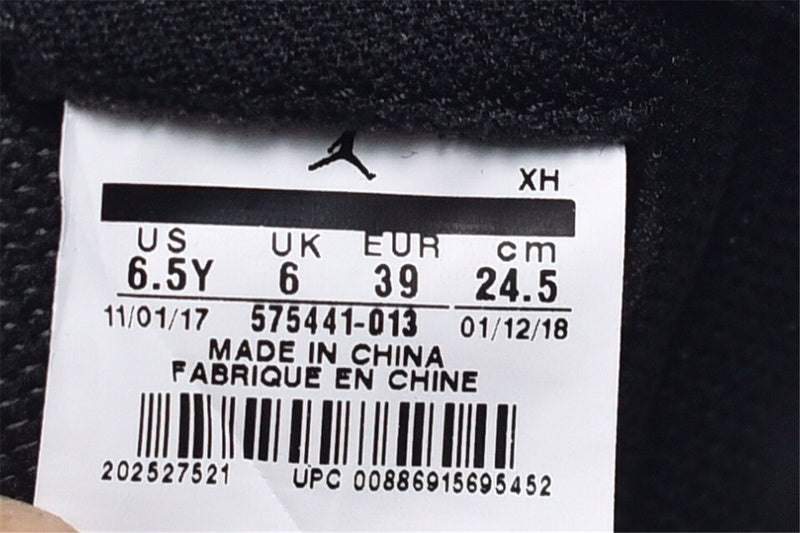 XH
US UK EUR cm
6.5Y 6 39 24.5
11/01/17 575441-013 01/12/18
MADE IN CHINA
FABRIQUE EN CHINE
202527521 UPC 00886915695452